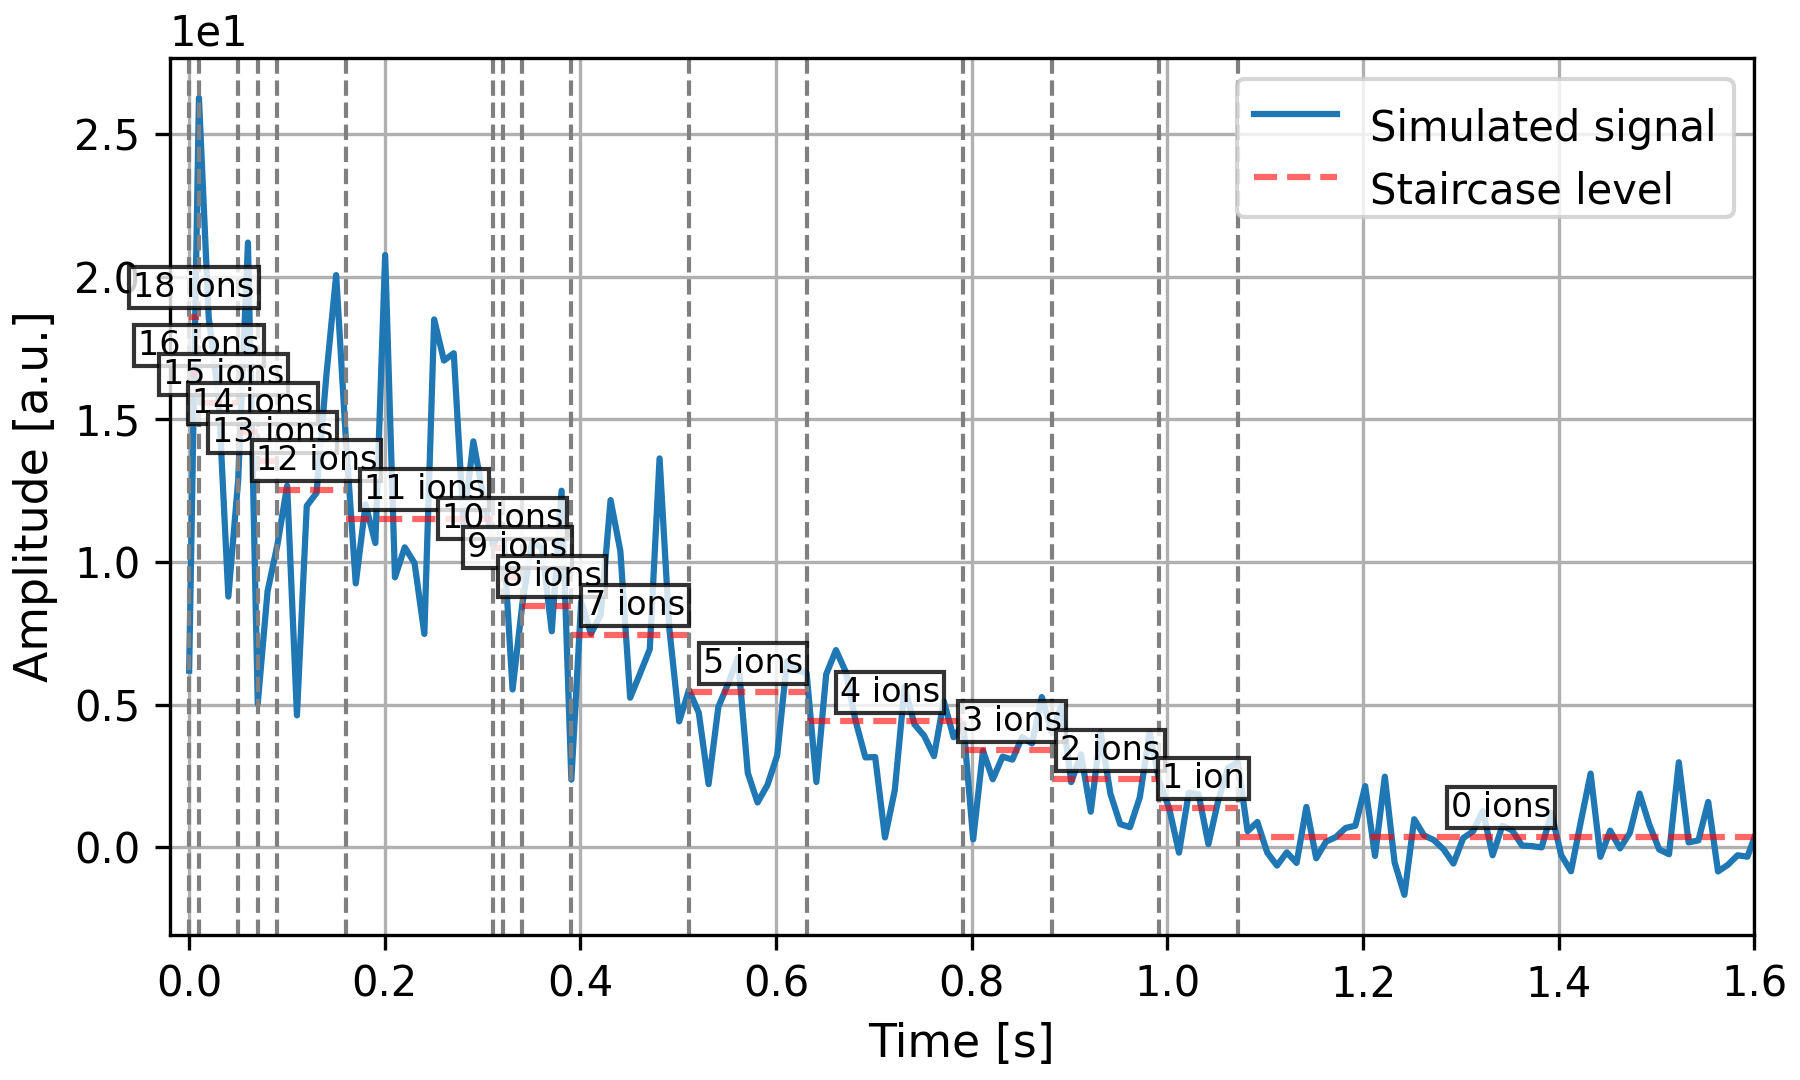 1e1
Amplitude [a.u.]
2.5
2.0
1.5
1.0
0.5
0.0
Simulated signal
Staircase level
18 ions
16 ions
15 ions
14 ions
13 ions
12 ions
11 ions
10 ions
9 ions
8 ions
7 ions
5 ions
4 ions
3 ions
2 ions
1 ion
0 ions
0.0 0.2 0.4 0.6 0.8 1.0 1.2 1.4 1.6
Time [s]